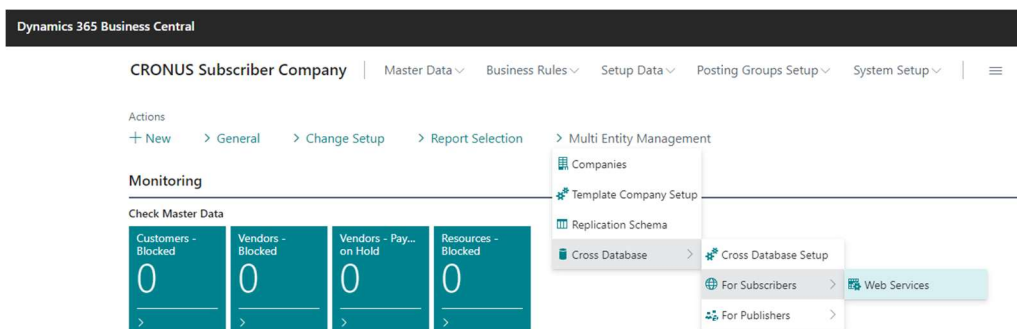 Dynamics 365 Business Central
CRONUS Subscriber Company Master Data Business Rules Setup Data Posting Groups Setup System Setup
Actions
+ New > General > Change Setup > Report Selection > Multi Entity Management
Companies
Template Company Setup
Replication Schema
Cross Database >
Cross Database Setup
For Subscribers >
Web Services
For Publishers >
Monitoring
Check Master Data
Customers -
Blocked
0
>
Vendors -
Blocked
0
>
Vendors - Pay...
on Hold
0
>
Resources -
Blocked
0
>